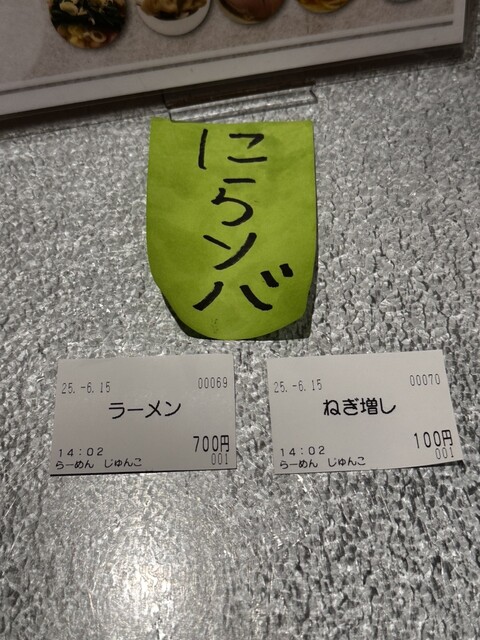 にらソバ
25.-6.15 00069
ラーメン
700円
14:02 001
らーめん じゅんこ
25.-6.15 00070
ねぎ増し
100円
14:02 001
らーめん じゅんこ